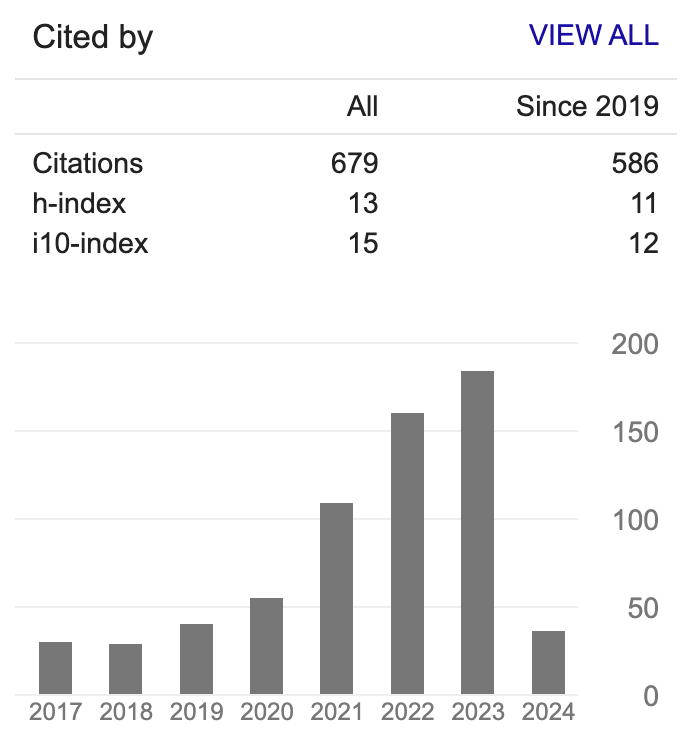 Cited by VIEW ALL
All Since 2019
Citations 679 586
h-index 13 11
i10-index 15 12
200
150
100
50
0
2017 2018 2019 2020 2021 2022 2023 2024